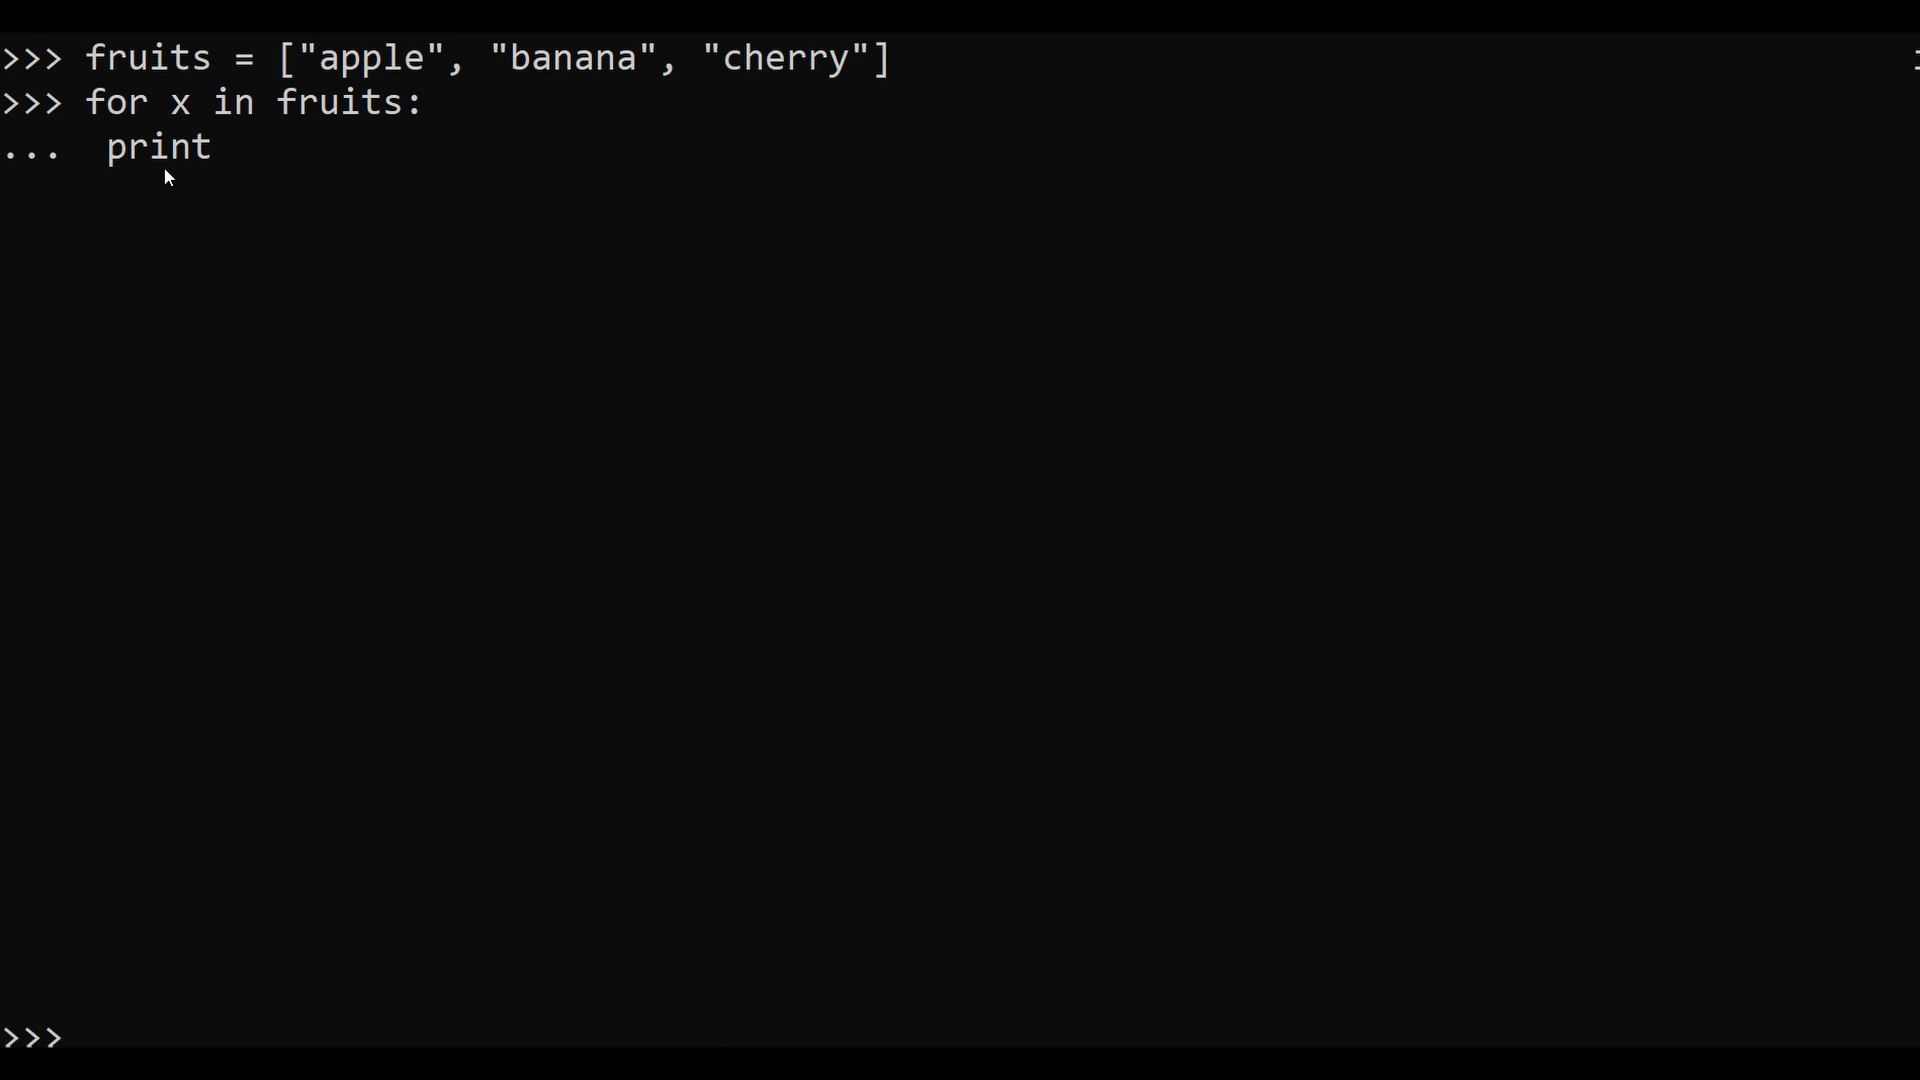 >>> fruits = ["apple", "banana", "cherry"]
>>> for x in fruits:
...  print
>>>